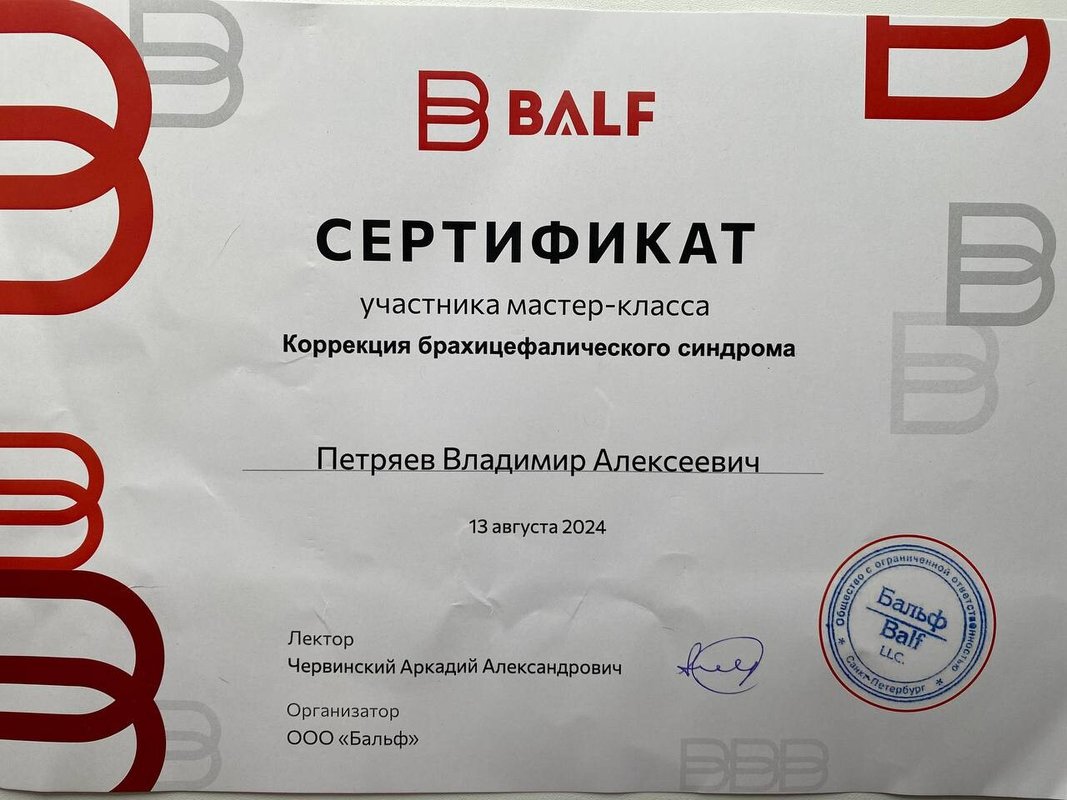 BALF
СЕРТИФИКАТ
участника мастер-класса
Коррекция брахицефалического синдрома
Петряев Владимир Алексеевич
13 августа 2024
Лектор
Червинский Аркадий Александрович
Организатор
ООО «Бальф»
Общество с ограниченной ответственностью
Бальф
Balf
LLC.
* Санкт-Петербург *